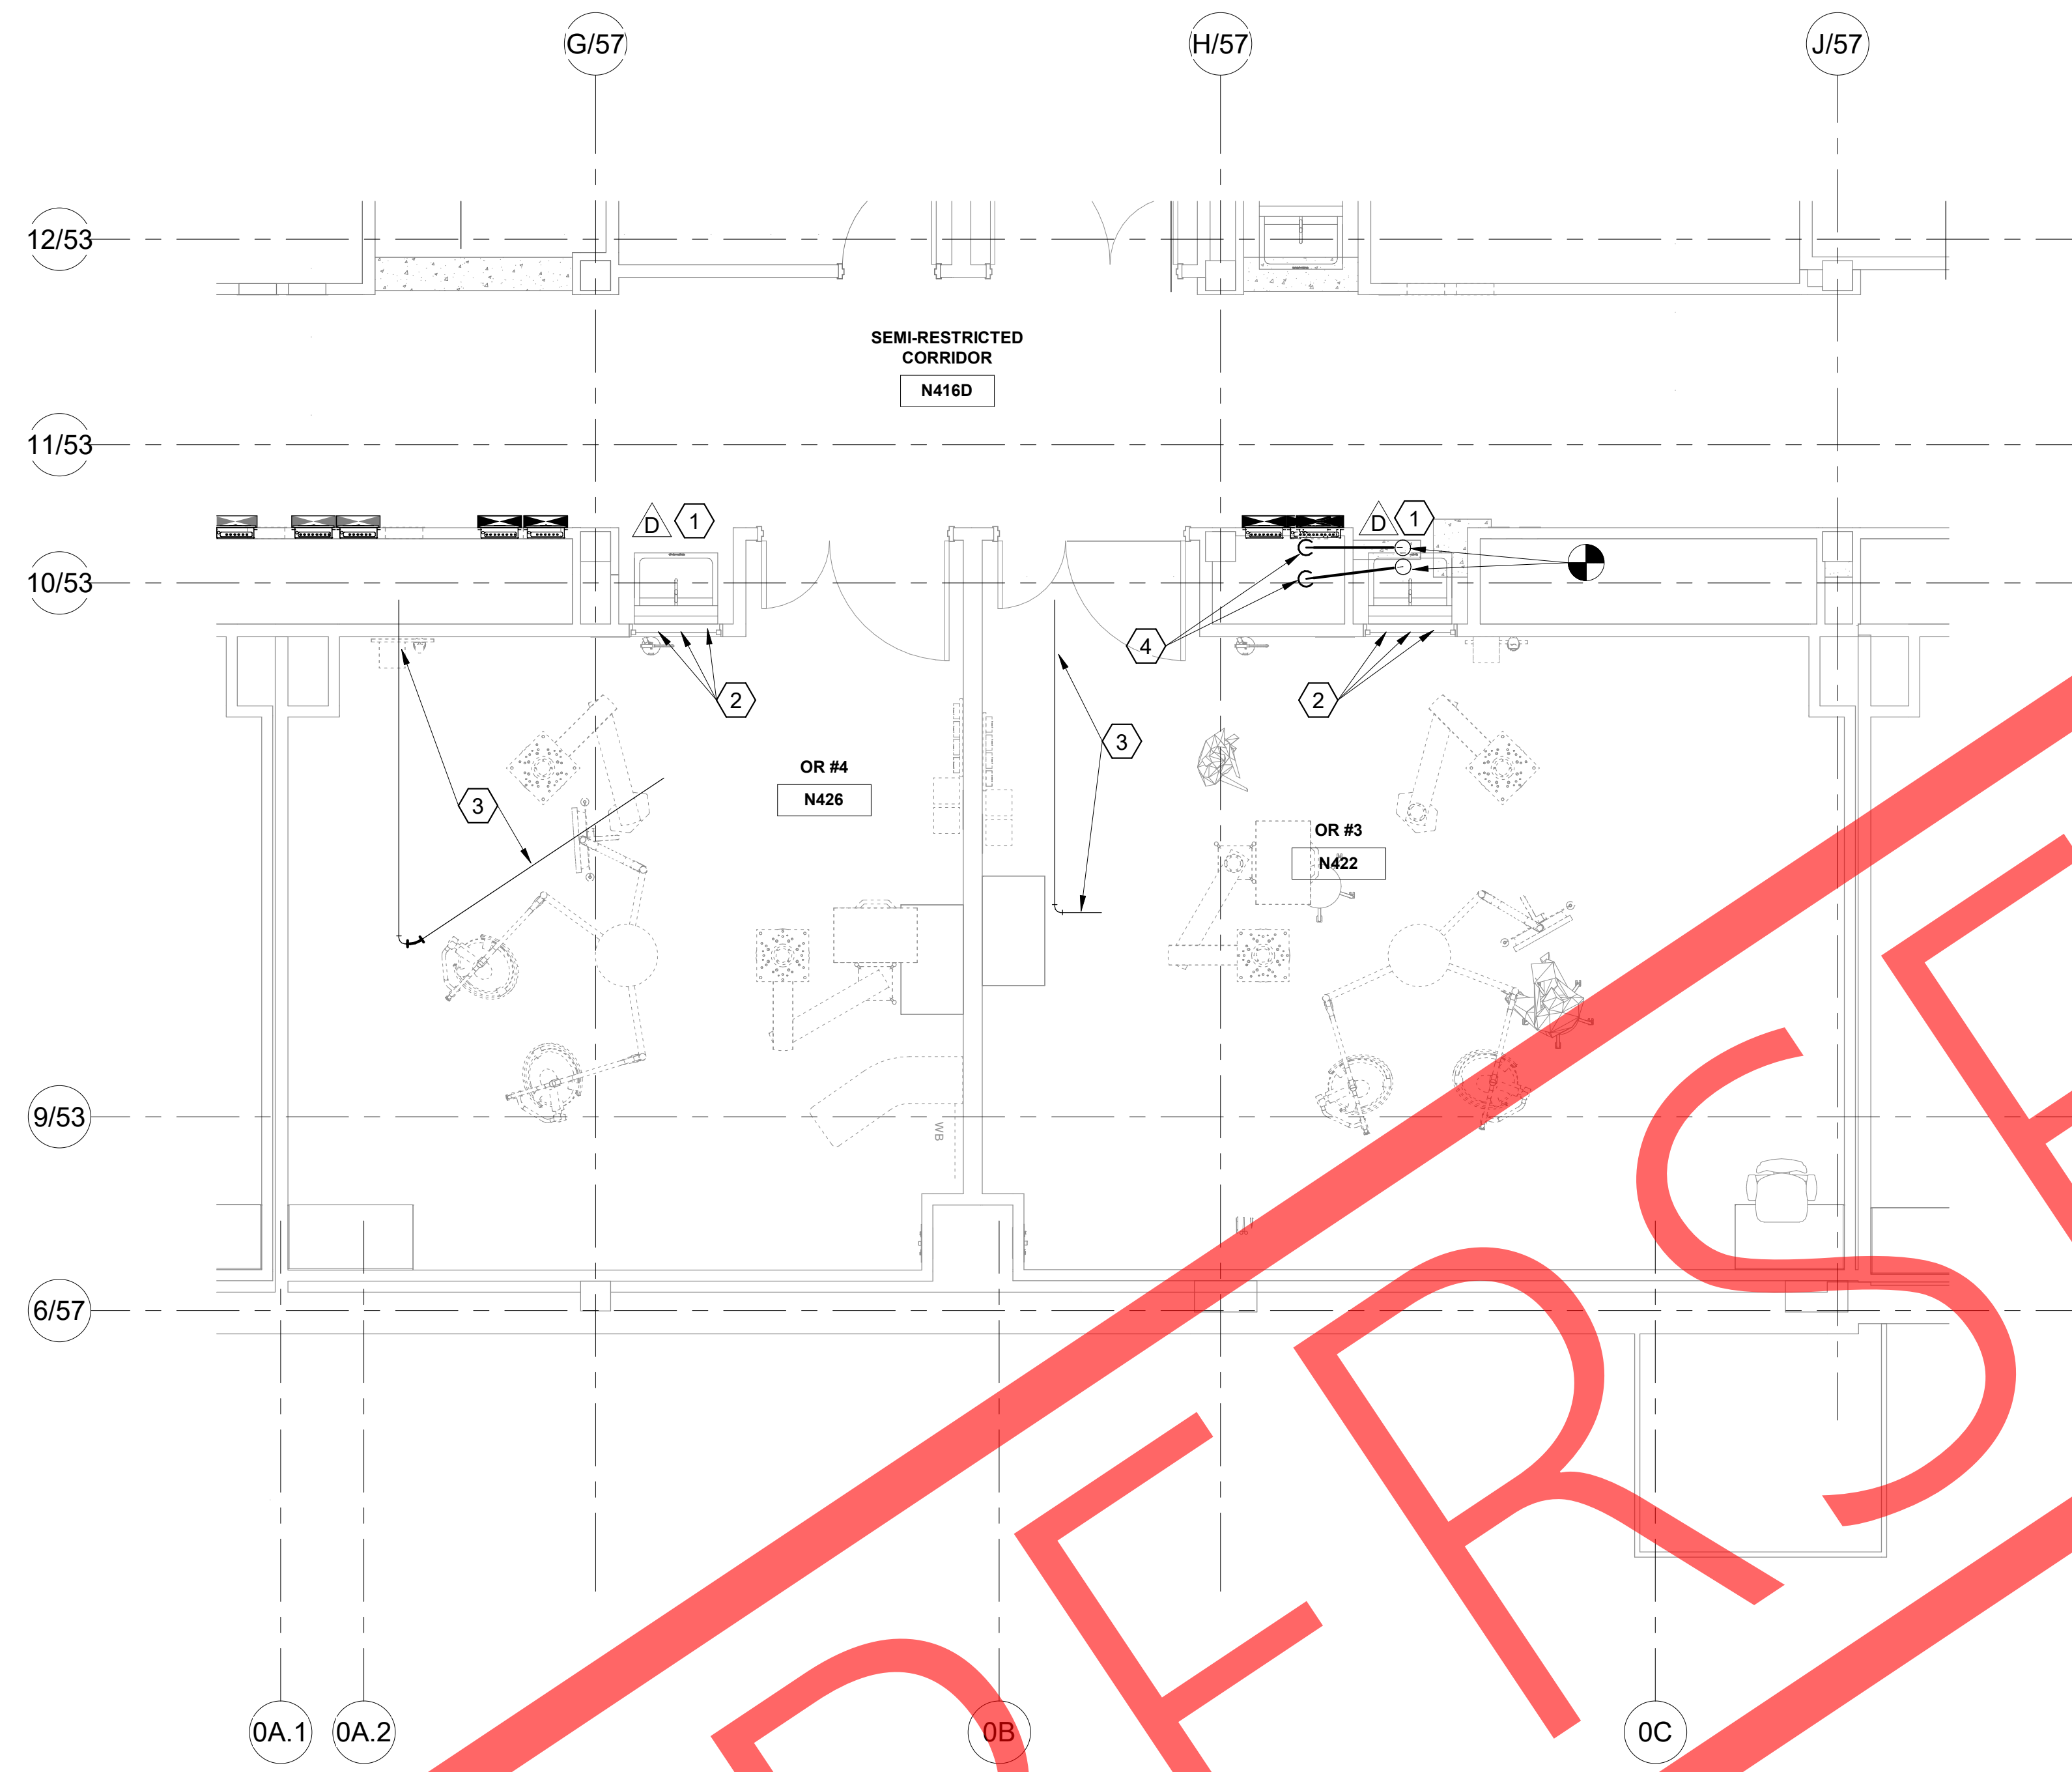 G/57
H/57
J/57
12/53
SEMI-RESTRICTED
CORRIDOR
N416D
11/53
D
1
D
1
10/53
4
2
2
3
3
OR #4
N426
OR #3
N422
9/53
WB
6/57
0A.1
0A.2
0B
0C